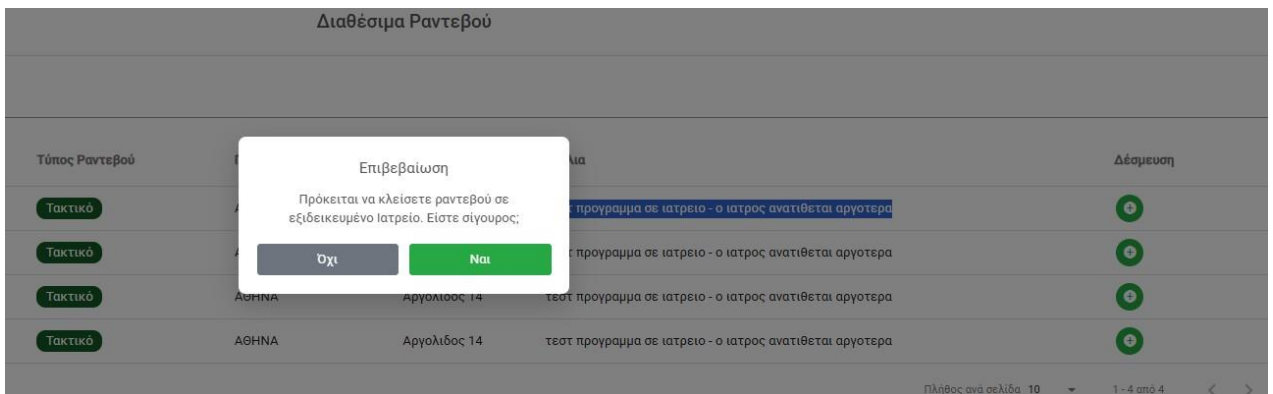 Διαθέσιμα Ραντεβού
Τύπος Ραντεβού Δέσμευση
Επιβεβαίωση
Πρόκειται να κλείσετε ραντεβού σε
εξιδεικευμένο Ιατρείο. Είστε σίγουρος;
Όχι Ναι
Τακτικό προγραμμα σε ιατρειο - ο ιατρος ανατιθεται αργοτερα
Τακτικό προγραμμα σε ιατρειο - ο ιατρος ανατιθεται αργοτερα
Τακτικό ΑΘΗΝΑ Αργολιδος 14 τεστ προγραμμα σε ιατρειο - ο ιατρος ανατιθεται αργοτερα
Τακτικό ΑΘΗΝΑ Αργολιδος 14 τεστ προγραμμα σε ιατρειο - ο ιατρος ανατιθεται αργοτερα
Πλήθος ανά σελίδα 10 1 - 4 από 4